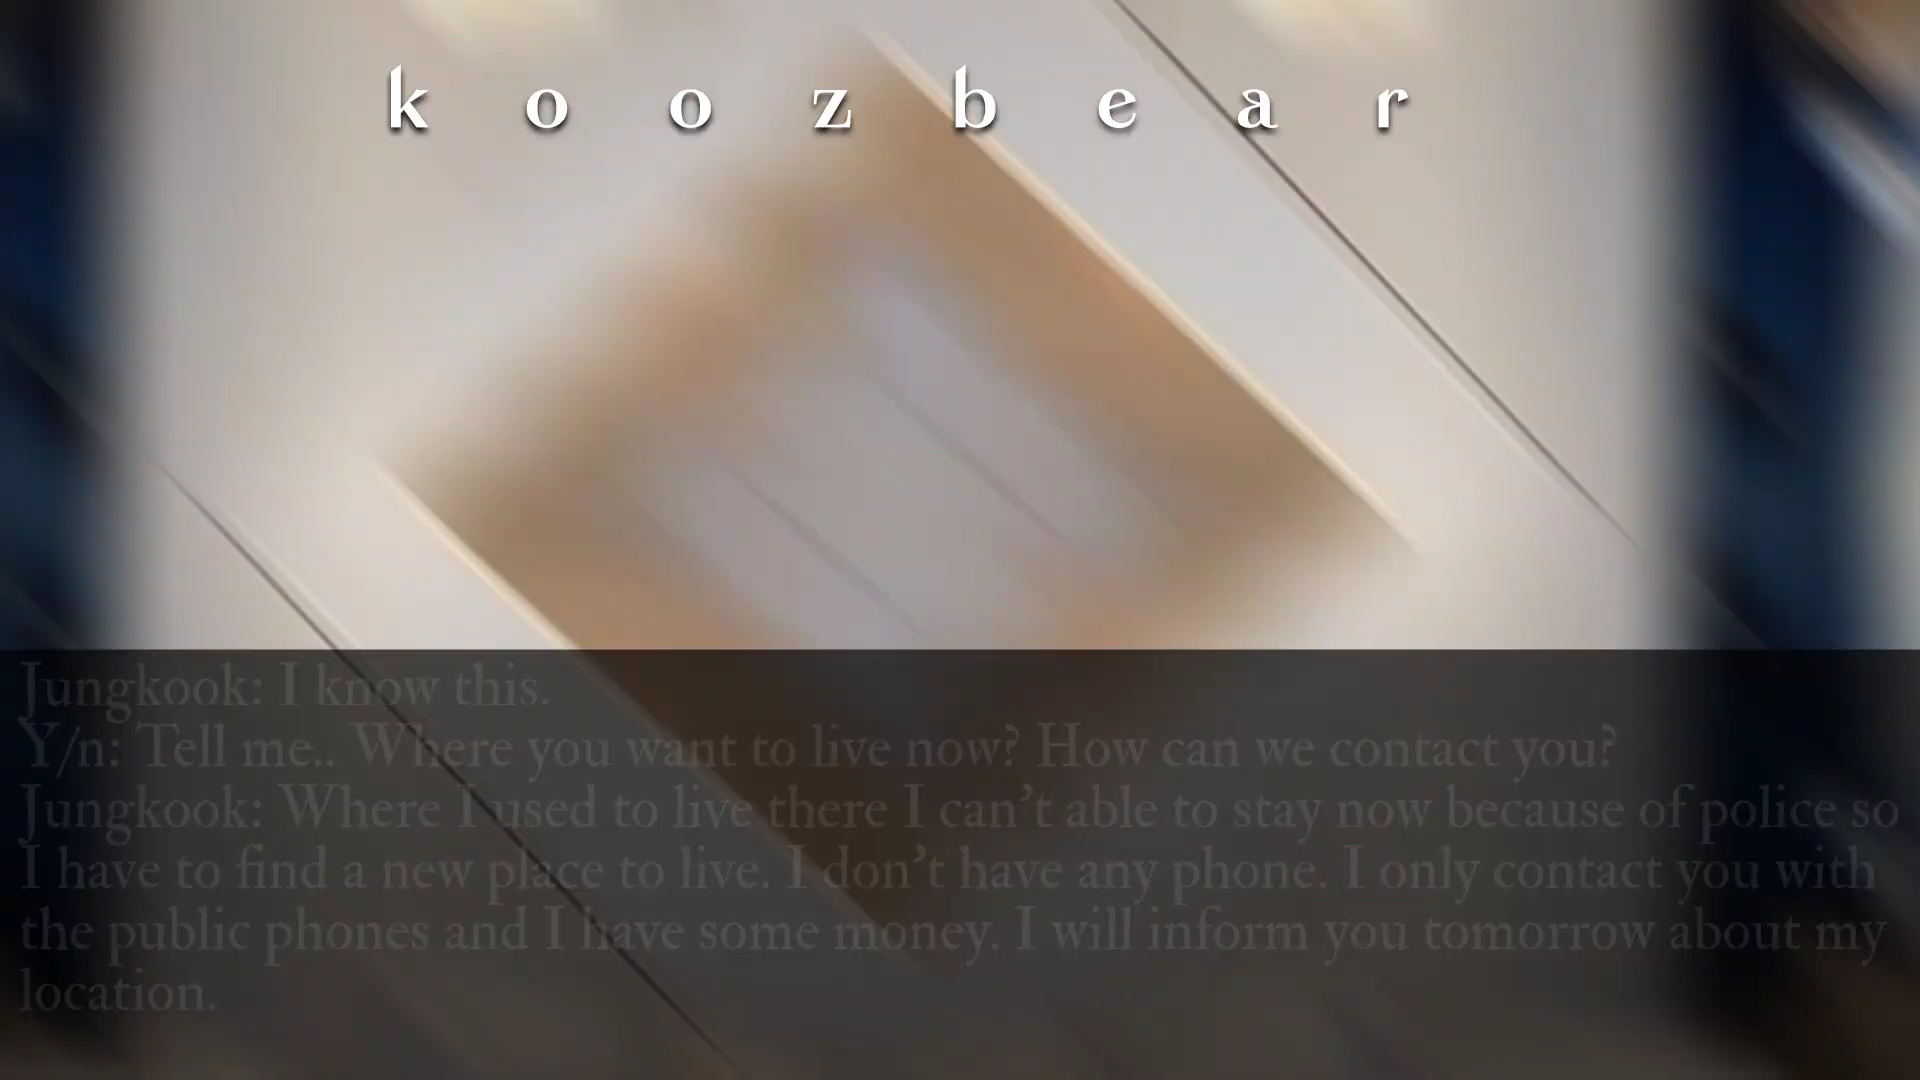 k o o z b e a r
Jungkook: I know this.
Y/n: Tell me.. Where you want to live now? How can we contact you?
Jungkook: Where I used to live there I can’t able to stay now because of police so
I have to find a new place to live. I don’t have any phone. I only contact you with
the public phones and I have some money. I will inform you tomorrow about my
location.